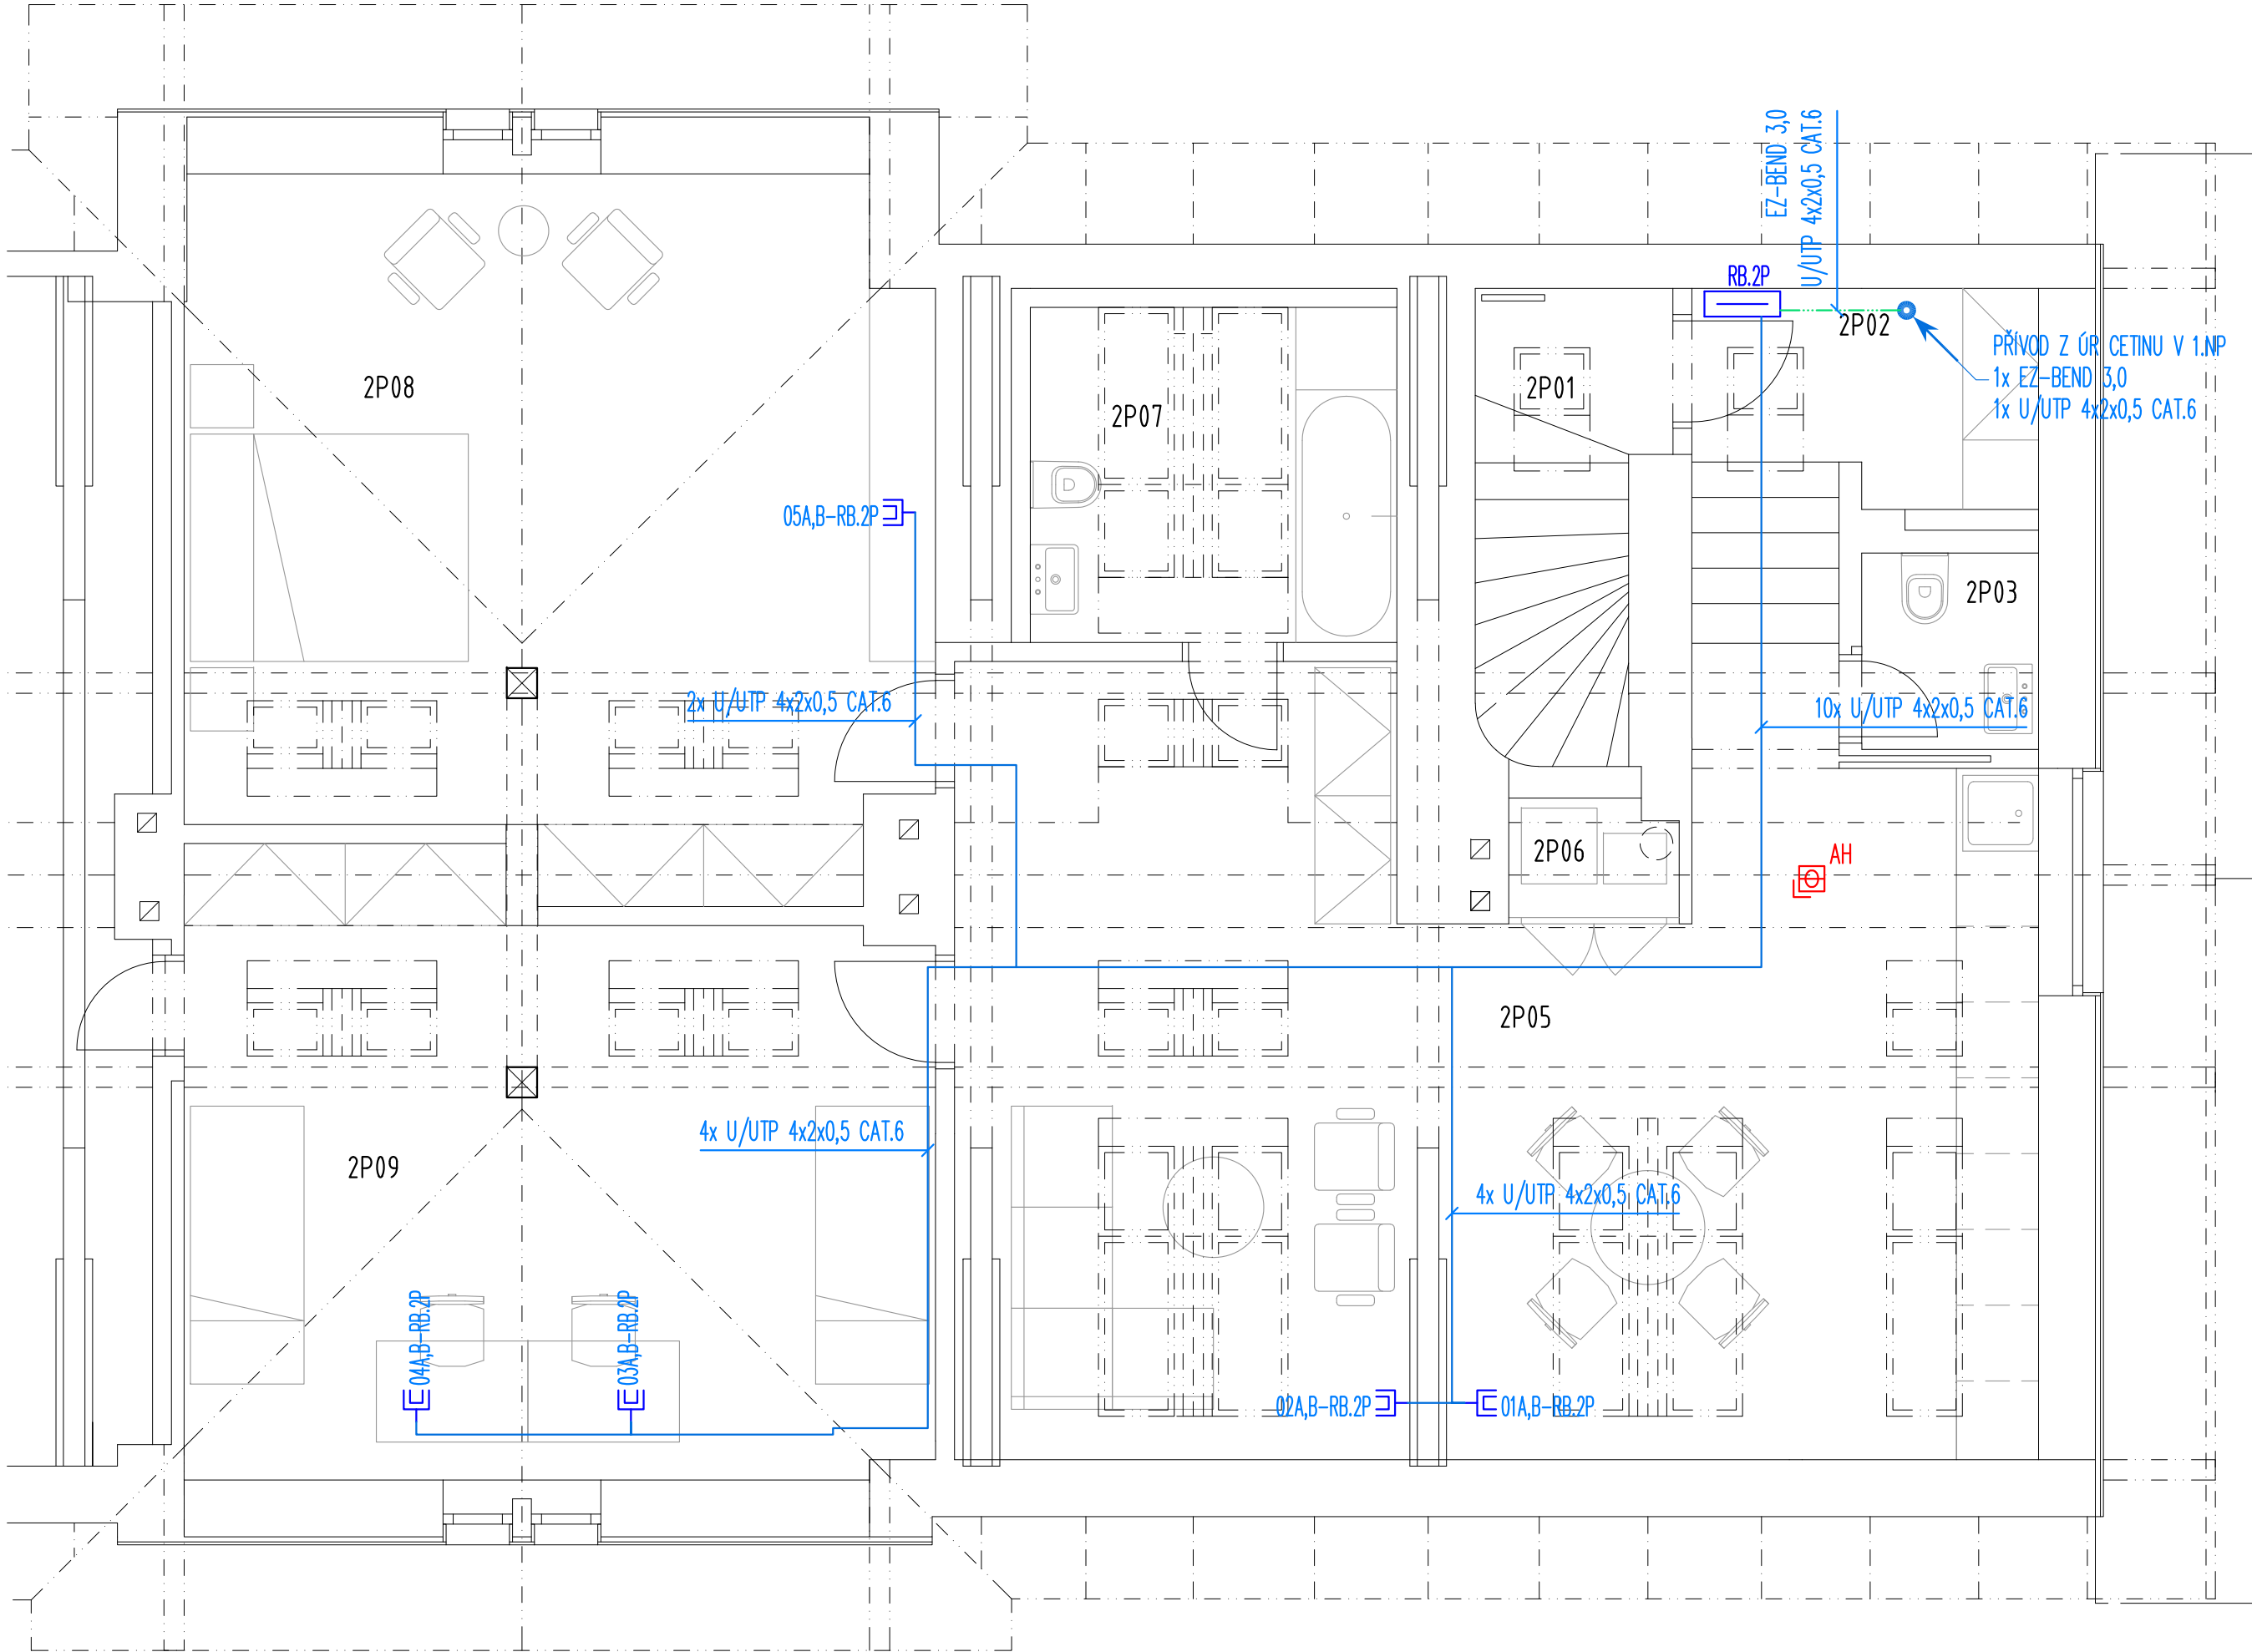 EZ-BEND 3,0
U/UTP 4x2x0,5 CAT.6
RB.2P
2P02
PŘÍVOD Z ÚR CETINU V 1.NP
1x EZ-BEND 3,0
1x U/UTP 4x2x0,5 CAT.6
2P08
2P07
2P01
05A,B-RB.2P
2P03
2x U/UTP 4x2x0,5 CAT.6
10x U/UTP 4x2x0,5 CAT.6
2P06
AH
2P05
4x U/UTP 4x2x0,5 CAT.6
2P09
4x U/UTP 4x2x0,5 CAT.6
04A,B-RB.2P
03A,B-RB.2P
02A,B-RB.2P
01A,B-RB.2P